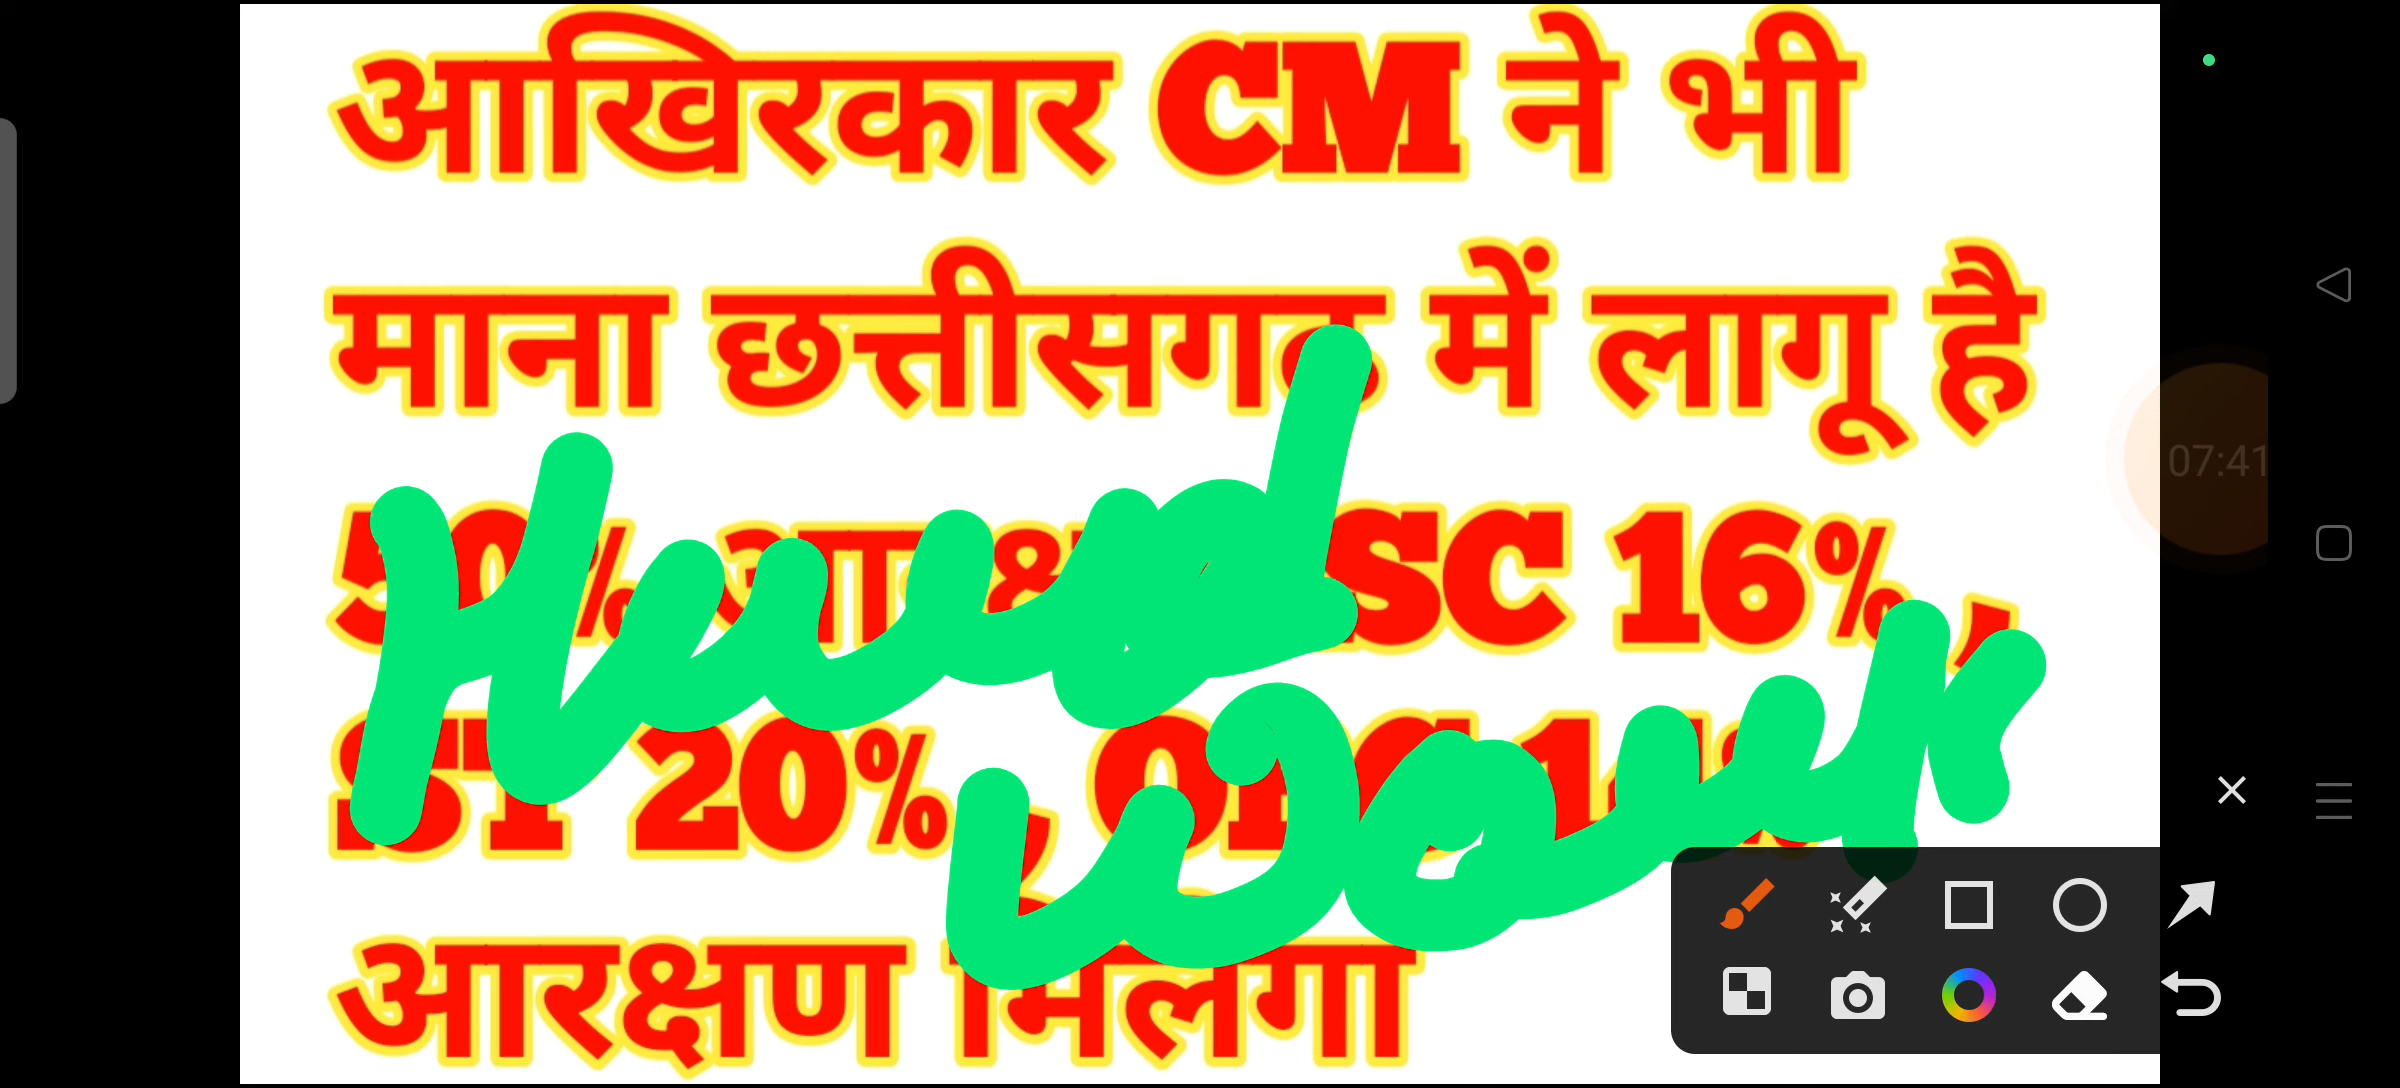 आखिरकार CM ने भी
माना छत्तीसगढ़ में लागू है
50% आरक्षण SC 16%,
ST 20%, OBC 14%
आरक्षण मिलेगा
Hund
work
07:41